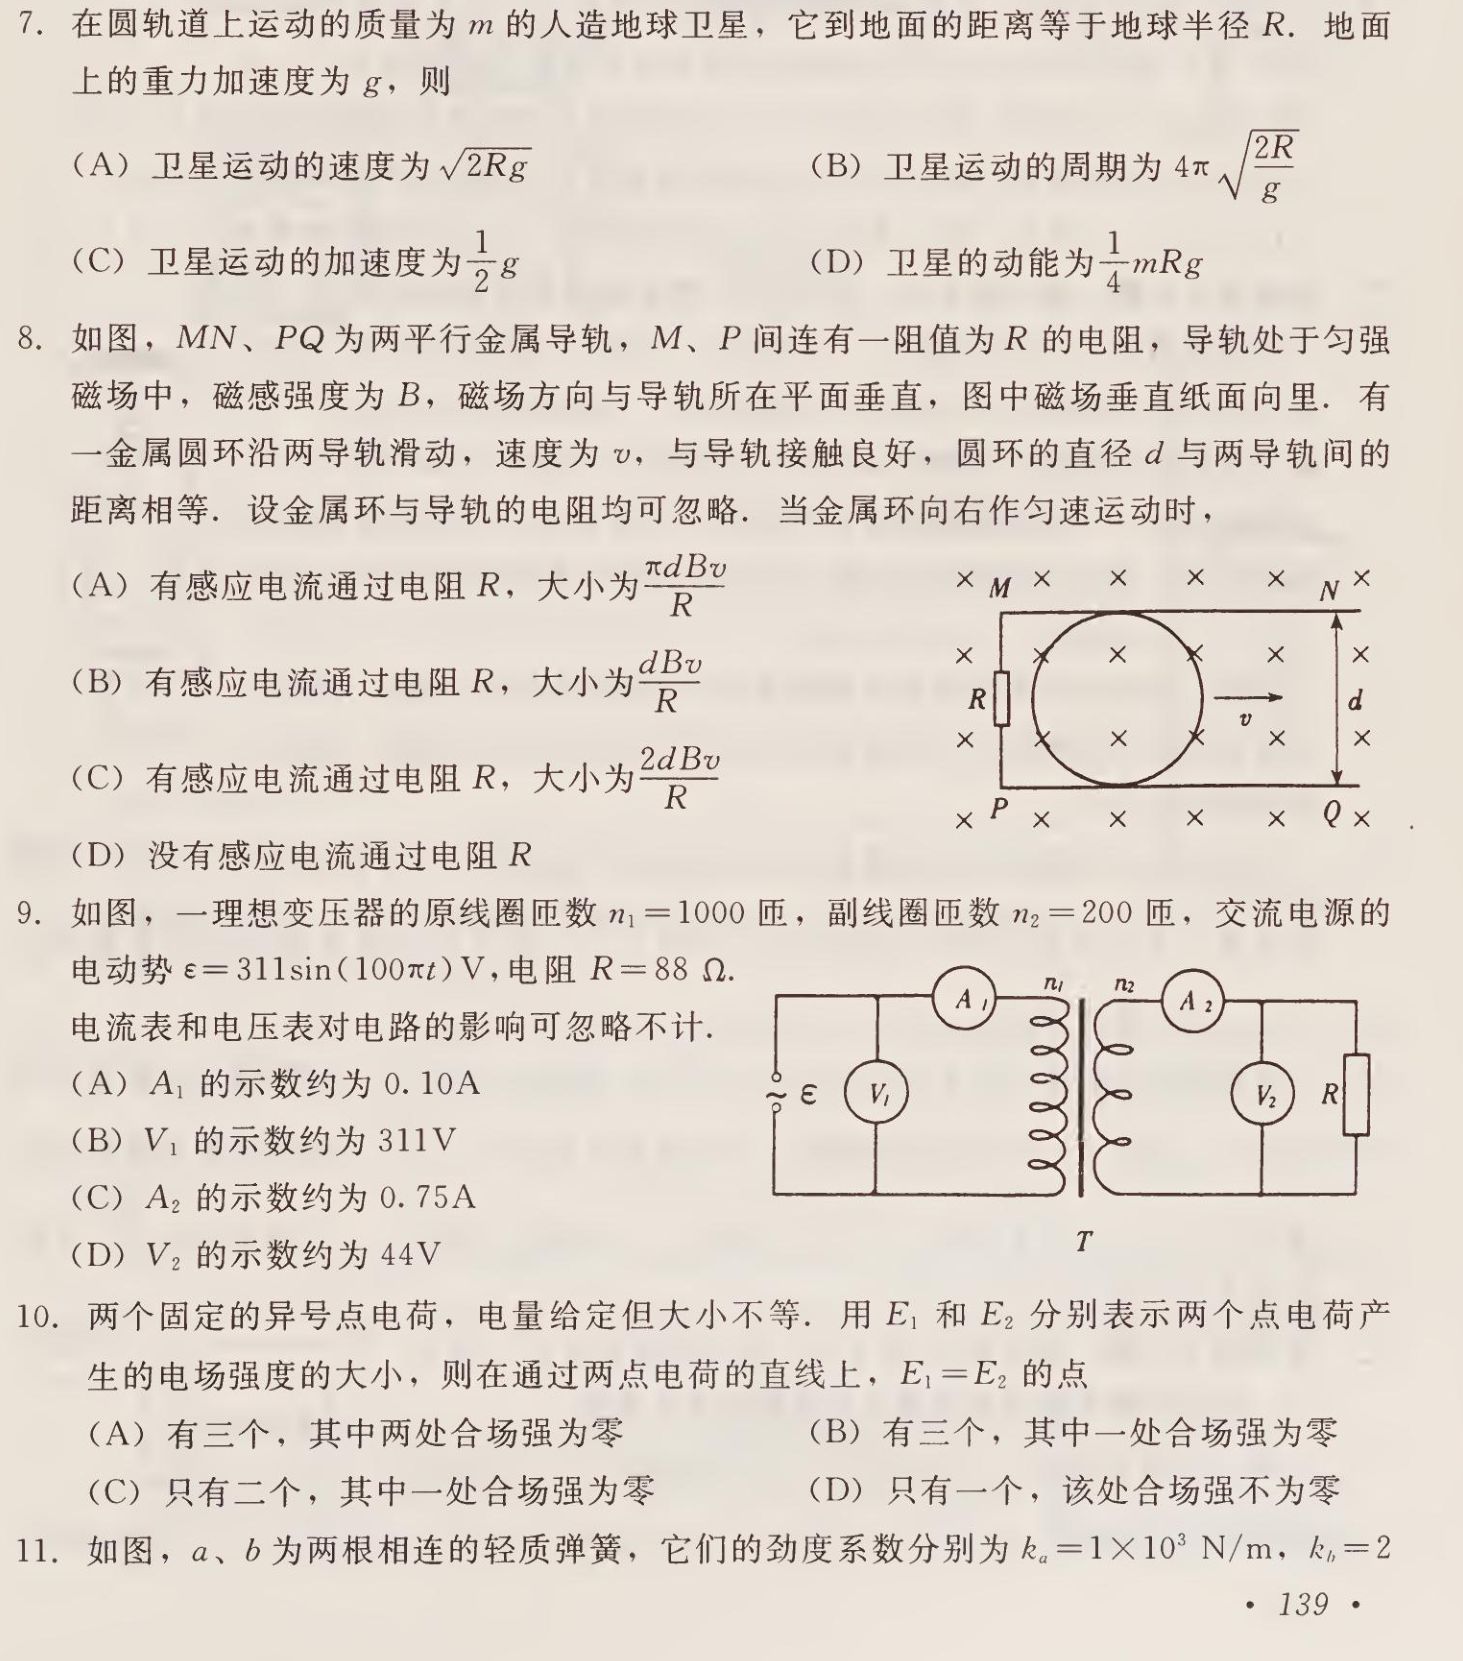 7. 在圆轨道上运动的质量为 m 的人造地球卫星，它到地面的距离等于地球半径 R. 地面
上的重力加速度为 g，则
(A) 卫星运动的速度为 √(2Rg) (B) 卫星运动的周期为 4π√(2R/g)
(C) 卫星运动的加速度为 1/2 g (D) 卫星的动能为 1/4 mRg
8. 如图，MN、PQ 为两平行金属导轨，M、P 间连有一阻值为 R 的电阻，导轨处于匀强
磁场中，磁感强度为 B，磁场方向与导轨所在平面垂直，图中磁场垂直纸面向里. 有
一金属圆环沿两导轨滑动，速度为 v，与导轨接触良好，圆环的直径 d 与两导轨间的
距离相等. 设金属环与导轨的电阻均可忽略. 当金属环向右作匀速运动时，
(A) 有感应电流通过电阻 R，大小为 πdBv/R
(B) 有感应电流通过电阻 R，大小为 dBv/R
(C) 有感应电流通过电阻 R，大小为 2dBv/R
(D) 没有感应电流通过电阻 R
× M × × × × N ×
× × × × × ×
R v d
× × × × × ×
× P × × × × Q ×
9. 如图，一理想变压器的原线圈匝数 n₁＝1000 匝，副线圈匝数 n₂＝200 匝，交流电源的
电动势 ε＝311sin(100πt)V,电阻 R＝88 Ω.
电流表和电压表对电路的影响可忽略不计.
(A) A₁ 的示数约为 0.10A
(B) V₁ 的示数约为 311V
(C) A₂ 的示数约为 0.75A
(D) V₂ 的示数约为 44V
A₁ n₁ n₂ A₂
~ ε V₁ V₂ R
T
10. 两个固定的异号点电荷，电量给定但大小不等. 用 E₁ 和 E₂ 分别表示两个点电荷产
生的电场强度的大小，则在通过两点电荷的直线上，E₁＝E₂ 的点
(A) 有三个，其中两处合场强为零 (B) 有三个，其中一处合场强为零
(C) 只有二个，其中一处合场强为零 (D) 只有一个，该处合场强不为零
11. 如图，a、b 为两根相连的轻质弹簧，它们的劲度系数分别为 kₐ＝1×10³ N/m，k_b＝2
• 139 •